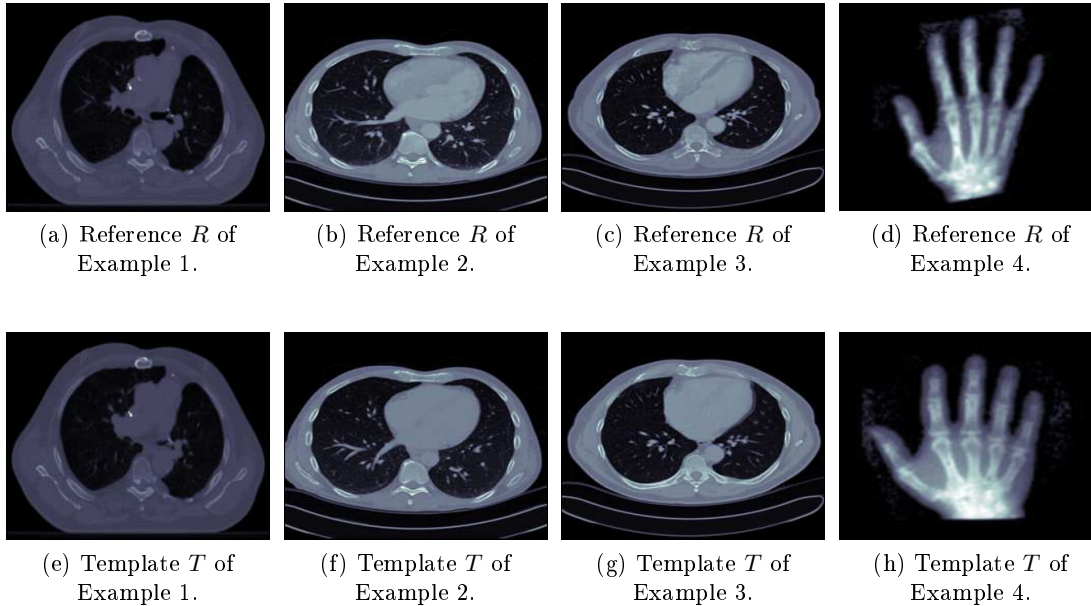 (a) Reference R of
Example 1.
(b) Reference R of
Example 2.
(c) Reference R of
Example 3.
(d) Reference R of
Example 4.
(e) Template T of
Example 1.
(f) Template T of
Example 2.
(g) Template T of
Example 3.
(h) Template T of
Example 4.